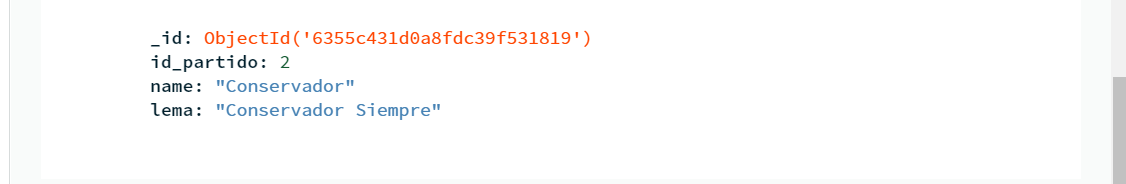 _id: ObjectId('6355c431d0a8fdc39f531819')
id_partido: 2
name: "Conservador"
lema: "Conservador Siempre"